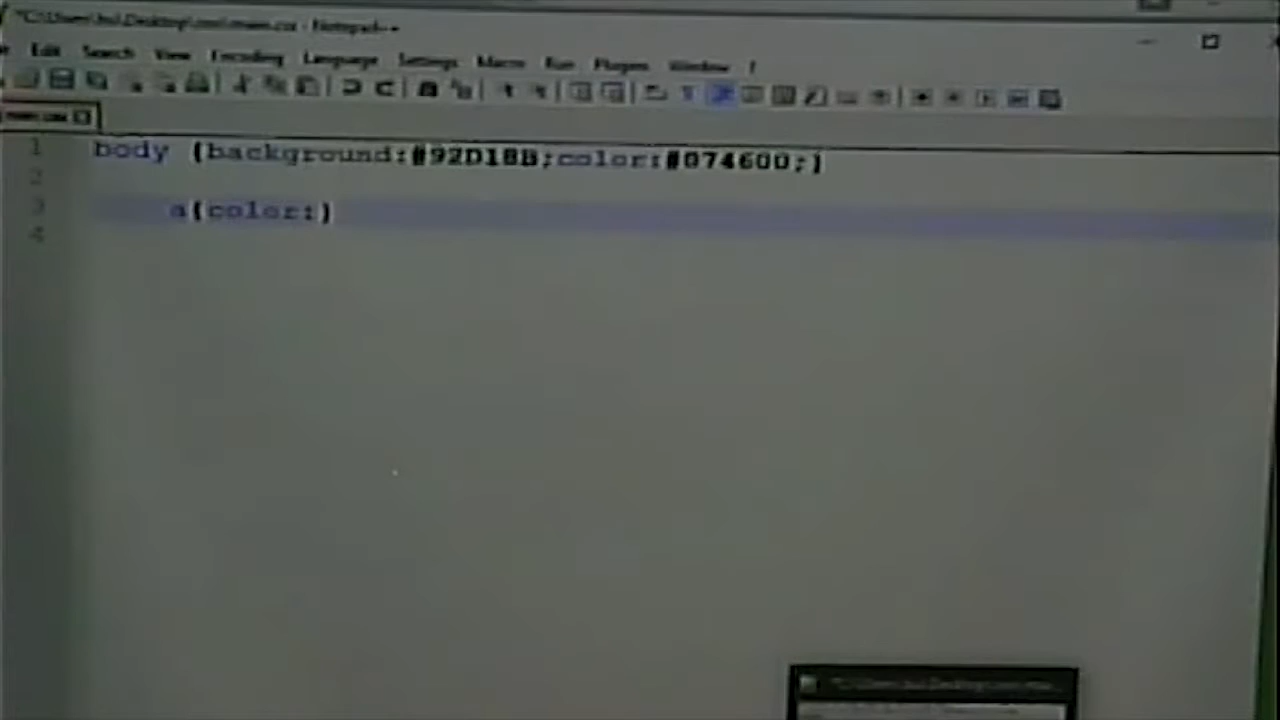 Edit Search View Encoding Language Settings Macro Run Plugins Window ?
1 body {background:#92D18B;color:#074600;}
2
3 a{color:}
4